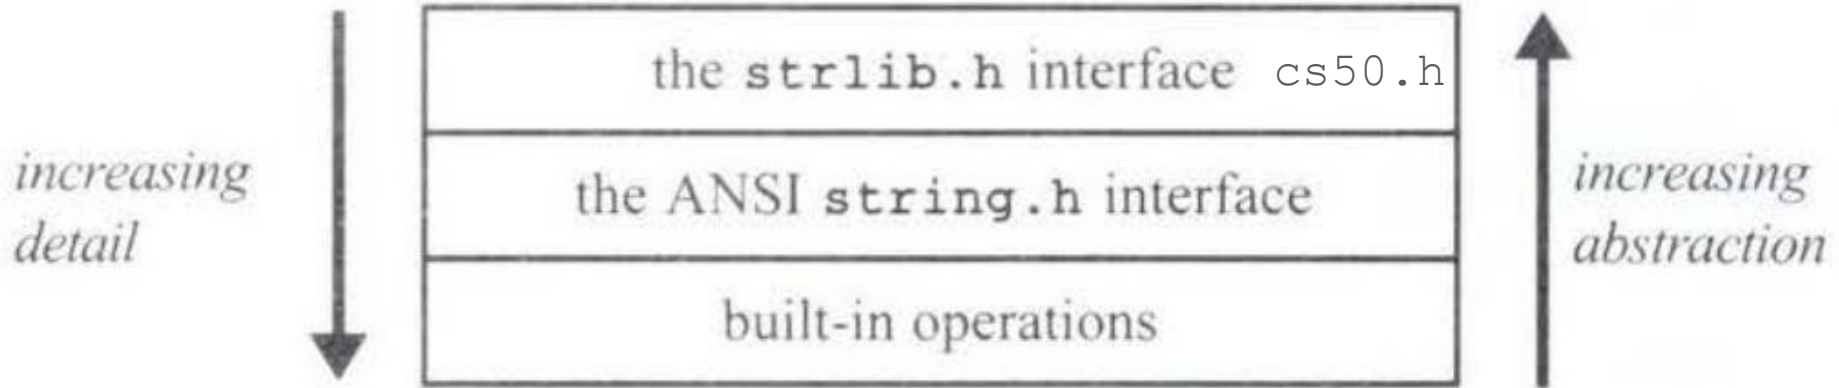 the strlib.h interface cs50.h
increasing
detail
the ANSI string.h interface
increasing
abstraction
built-in operations